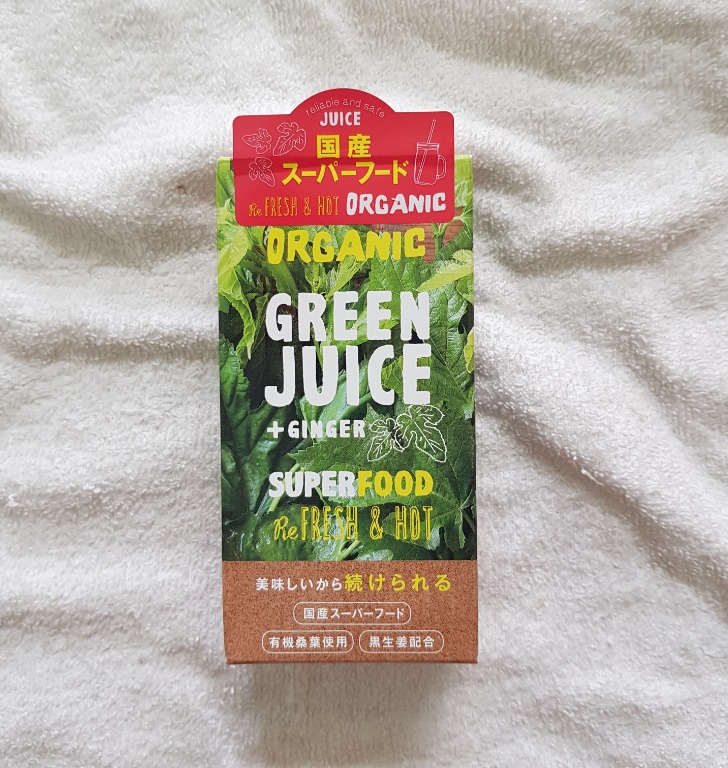 reliable and safe
JUICE
国産
スーパーフード
Re FRESH & HOT ORGANIC
ORGANIC
GREEN
JUICE
+GINGER
SUPERFOOD
Re FRESH & HOT
美味しいから続けられる
国産スーパーフード
有機桑葉使用 黒生姜配合